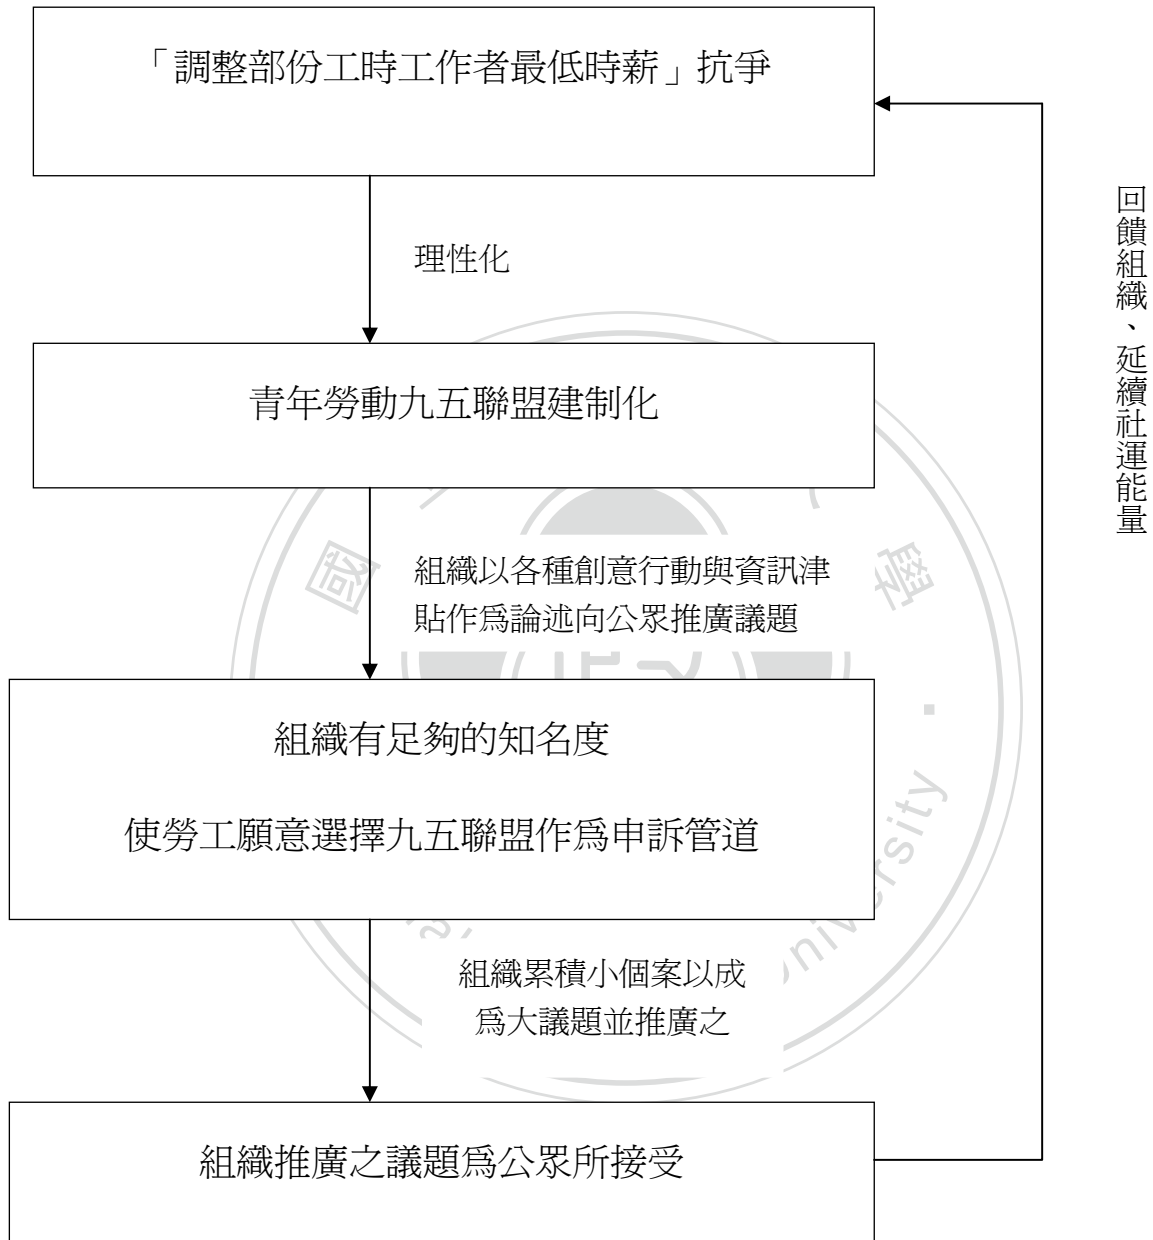 「調整部份工時工作者最低時薪」抗爭
理性化
青年勞動九五聯盟建制化
組織以各種創意行動與資訊津
貼作為論述向公眾推廣議題
組織有足夠的知名度
使勞工願意選擇九五聯盟作為申訴管道
組織累積小個案以成
為大議題並推廣之
組織推廣之議題為公眾所接受
回饋組織、延續社運能量
國
學